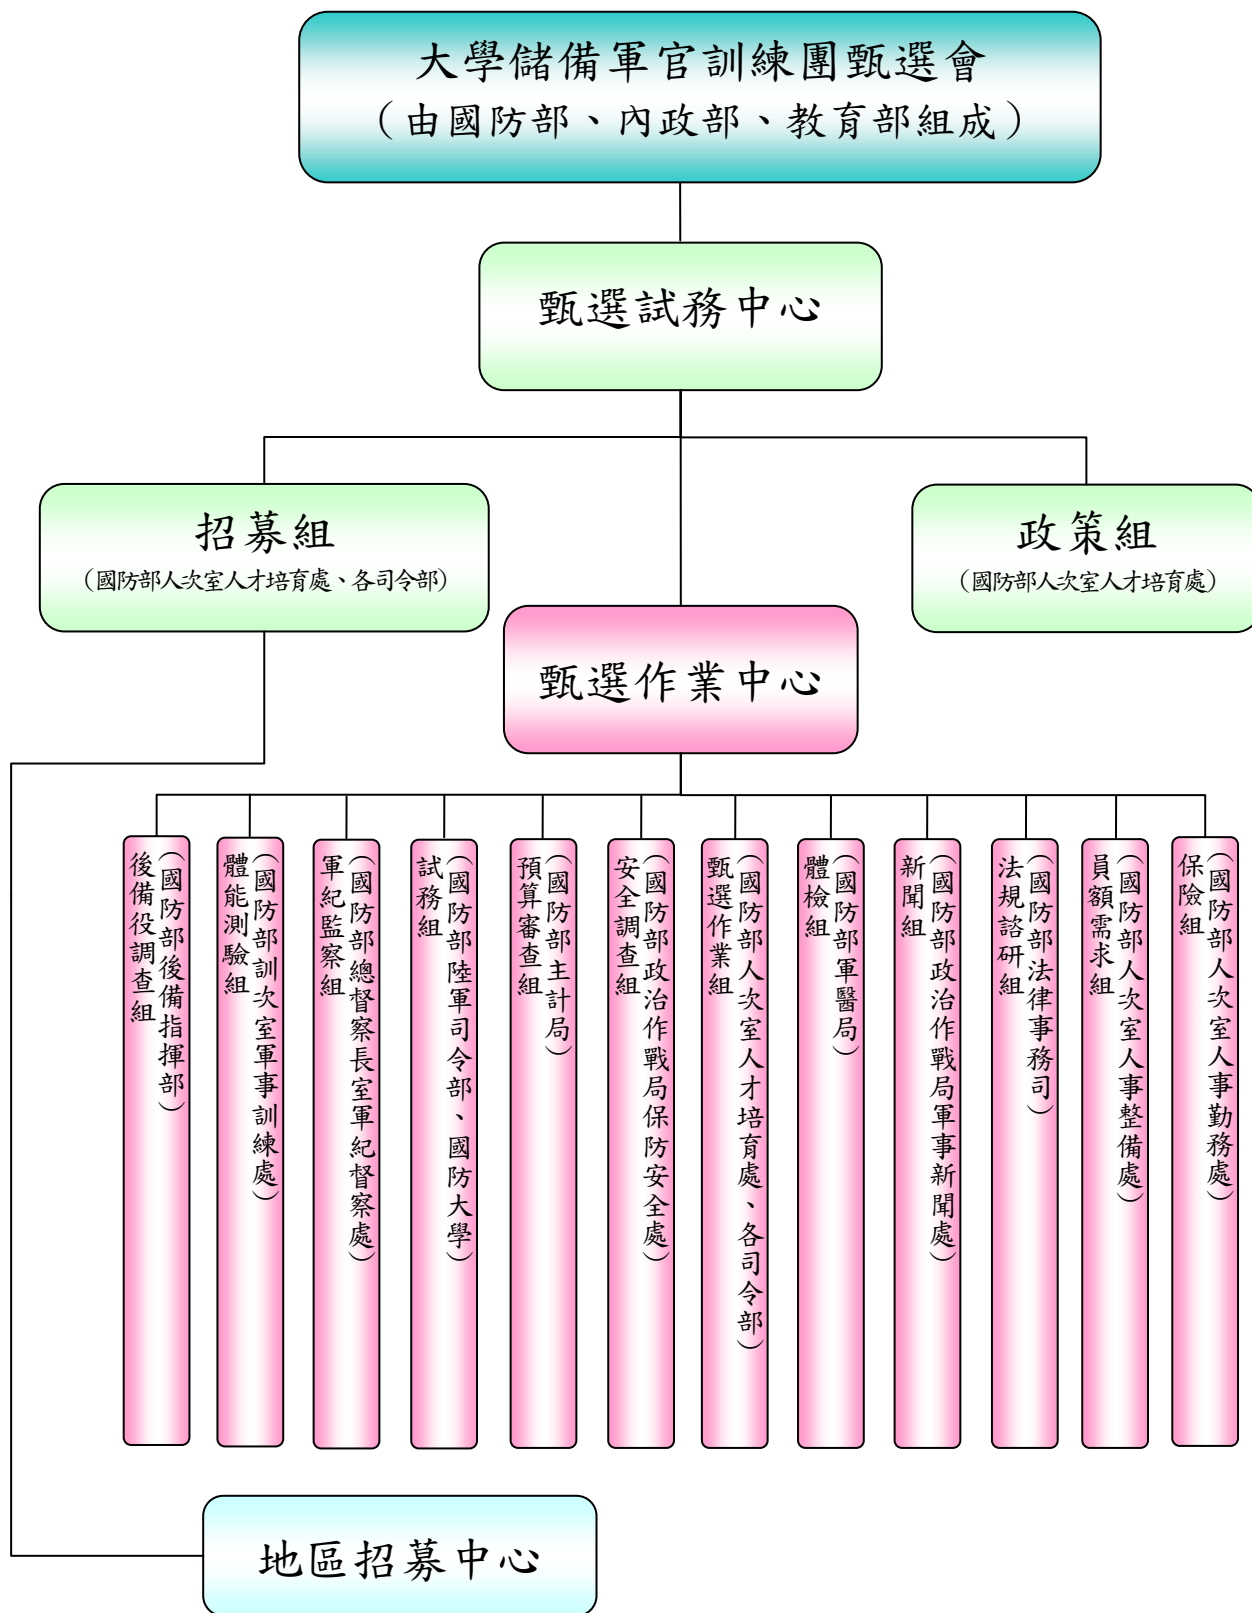 大學儲備軍官訓練團甄選會
（由國防部、內政部、教育部組成）
甄選試務中心
招募組
（國防部人次室人才培育處、各司令部）
政策組
（國防部人次室人才培育處）
甄選作業中心
保險組
（國防部人次室人事勤務處）
員額需求組
（國防部人次室人事整備處）
法規諮研組
（國防部法律事務司）
新聞組
（國防部政治作戰局軍事新聞處）
體檢組
（國防部軍醫局）
甄選作業組
（國防部人次室人才培育處、各司令部）
安全調查組
（國防部政治作戰局保防安全處）
預算審查組
（國防部主計局）
試務組
（國防部陸軍司令部、國防大學）
軍紀監察組
（國防部總督察長室軍紀督察處）
體能測驗組
（國防部訓次室軍事訓練處）
後備役調查組
（國防部後備指揮部）
地區招募中心